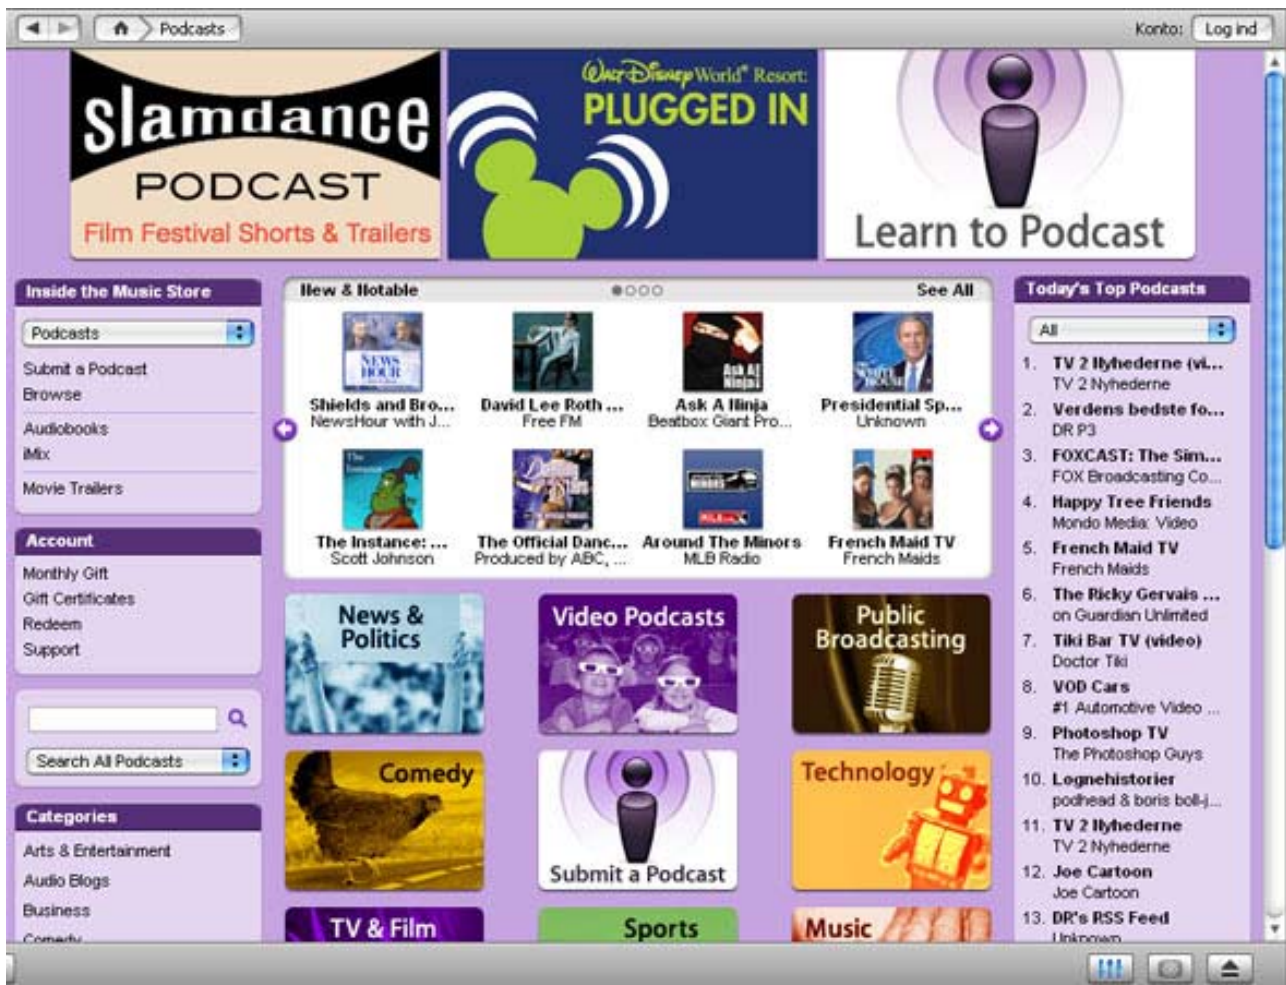 Podcasts
Konto:
Log ind
slamdance
PODCAST
Film Festival Shorts & Trailers
Walt Disney World® Resort:
PLUGGED IN
Learn to Podcast
Inside the Music Store
Podcasts
Submit a Podcast
Browse
Audiobooks
iMix
Movie Trailers
Account
Monthly Gift
Gift Certificates
Redeem
Support
Search All Podcasts
Categories
Arts & Entertainment
Audio Blogs
Business
Comedy
New & Notable
See All
NEWS
HOUR
Ask A
Ninja
WHITE
HOUSE
Shields and Bro...
NewsHour with J...
David Lee Roth ...
Free FM
Ask A Ninja
Beatbox Giant Pro...
Presidential Sp...
Unknown
The Instance: ...
Scott Johnson
The Official Danc...
Produced by ABC, ...
Around The Minors
MLB Radio
French Maid TV
French Maids
News &
Politics
Video Podcasts
Public
Broadcasting
Comedy
Submit a Podcast
Technology
TV & Film
Sports
Music
Today's Top Podcasts
All
1. TV 2 Nyhederne (vi...
TV 2 Nyhederne
2. Verdens bedste fo...
DR P3
3. FOXCAST: The Sim...
FOX Broadcasting Co...
4. Happy Tree Friends
Mondo Media: Video
5. French Maid TV
French Maids
6. The Ricky Gervais ...
on Guardian Unlimited
7. Tiki Bar TV (video)
Doctor Tiki
8. VOD Cars
#1 Automotive Video ...
9. Photoshop TV
The Photoshop Guys
10. Løgnehistorier
podhead & boris boll-j...
11. TV 2 Nyhederne
TV 2 Nyhederne
12. Joe Cartoon
Joe Cartoon
13. DR's RSS Feed
Unknown